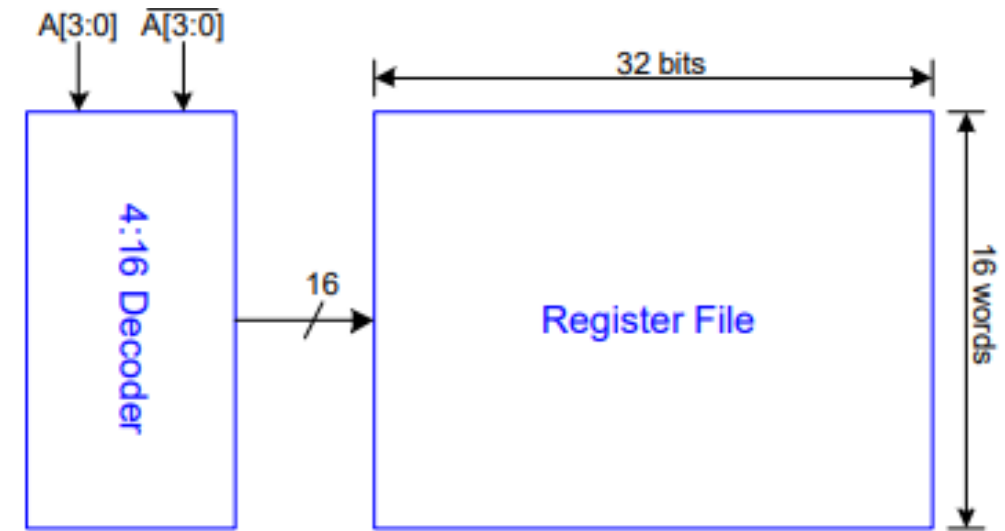 A[3:0] A̅[̅3̅:̅0̅]̅
32 bits
4:16 Decoder
16
Register File
16 words